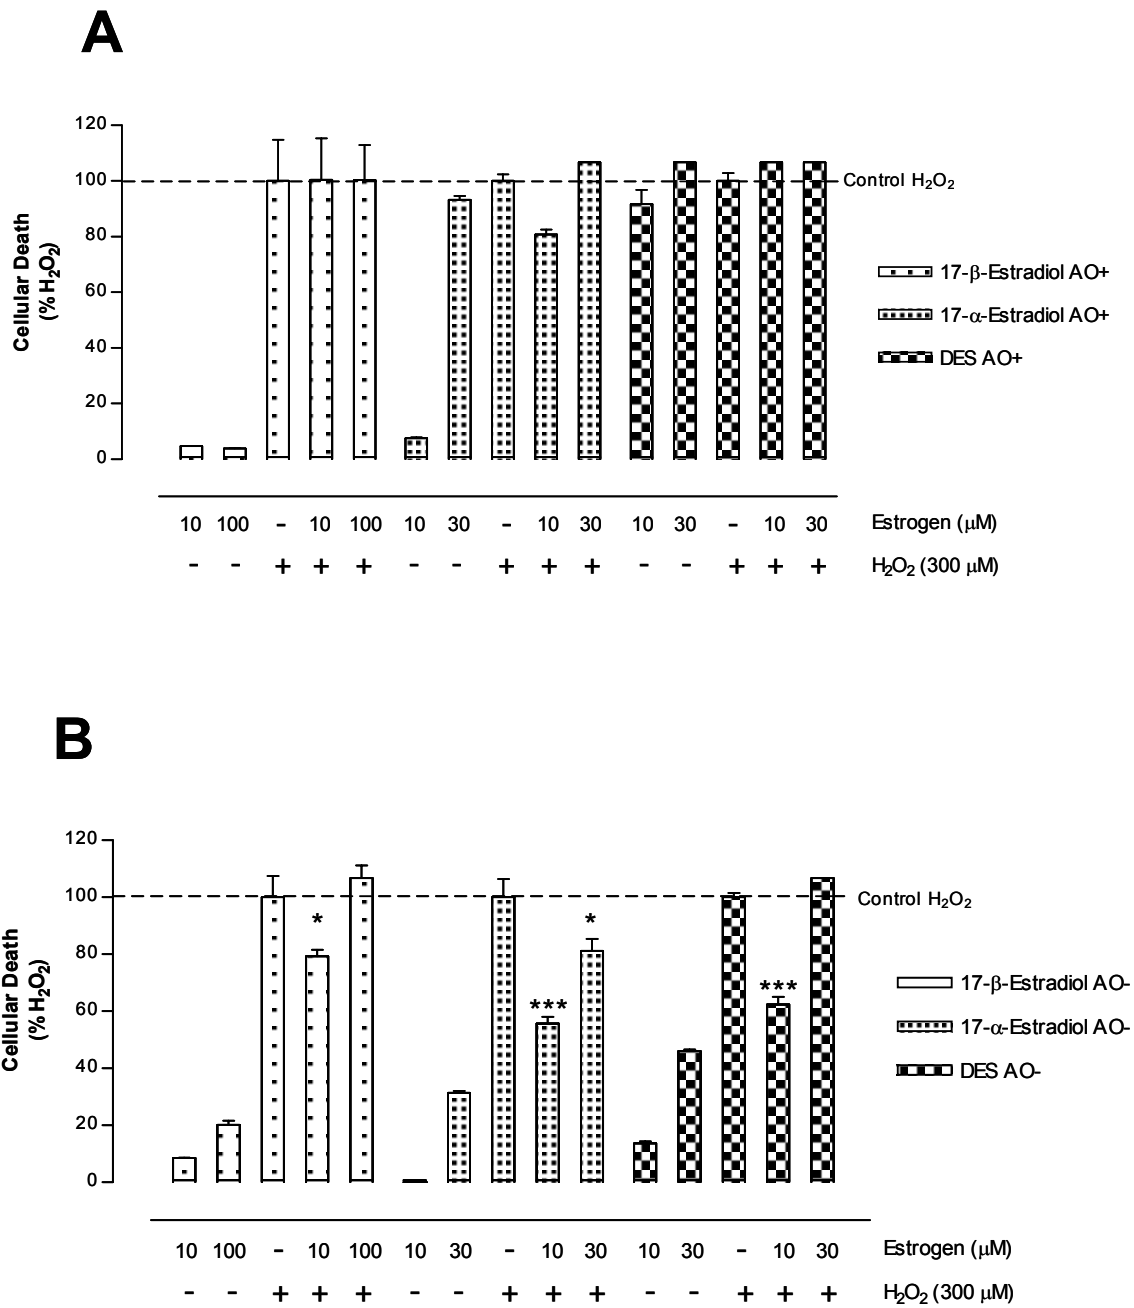 A
120
100
80
60
40
20
0
Cellular Death
(% H₂O₂)
Control H₂O₂
17-β-Estradiol AO+
17-α-Estradiol AO+
DES AO+
10 100 - 10 100 10 30 - 10 30 10 30 - 10 30 Estrogen (μM)
- - + + + - - + + + - - + + + H₂O₂ (300 μM)
B
120
100
80
60
40
20
0
Cellular Death
(% H₂O₂)
Control H₂O₂
* *
*** ***
17-β-Estradiol AO-
17-α-Estradiol AO-
DES AO-
10 100 - 10 100 10 30 - 10 30 10 30 - 10 30 Estrogen (μM)
- - + + + - - + + + - - + + + H₂O₂ (300 μM)